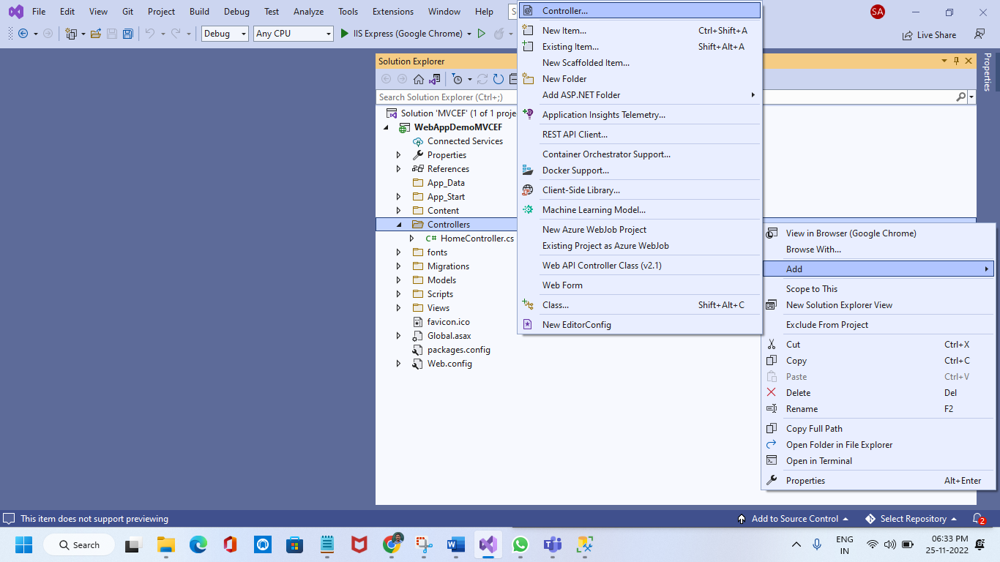 File Edit View Git Project Build Debug Test Analyze Tools Extensions Window Help
SA
Debug Any CPU IIS Express (Google Chrome)
Live Share
Solution Explorer
Search Solution Explorer (Ctrl+;)
Solution 'MVCEF' (1 of 1 proje
WebAppDemoMVCEF
Connected Services
Properties
References
App_Data
App_Start
Content
Controllers
C# HomeController.cs
fonts
Migrations
Models
Scripts
Views
favicon.ico
Global.asax
packages.config
Web.config
Controller...
New Item... Ctrl+Shift+A
Existing Item... Shift+Alt+A
New Scaffolded Item...
New Folder
Add ASP.NET Folder
Application Insights Telemetry...
REST API Client...
Container Orchestrator Support...
Docker Support...
Client-Side Library...
Machine Learning Model...
New Azure WebJob Project
Existing Project as Azure WebJob
Web API Controller Class (v2.1)
Web Form
Class... Shift+Alt+C
New EditorConfig
View in Browser (Google Chrome)
Browse With...
Add
Scope to This
New Solution Explorer View
Exclude From Project
Cut Ctrl+X
Copy Ctrl+C
Paste Ctrl+V
Delete Del
Rename F2
Copy Full Path
Open Folder in File Explorer
Open in Terminal
Properties Alt+Enter
Properties
This item does not support previewing
Add to Source Control Select Repository 2
Search
ENG
IN
06:33 PM
25-11-2022